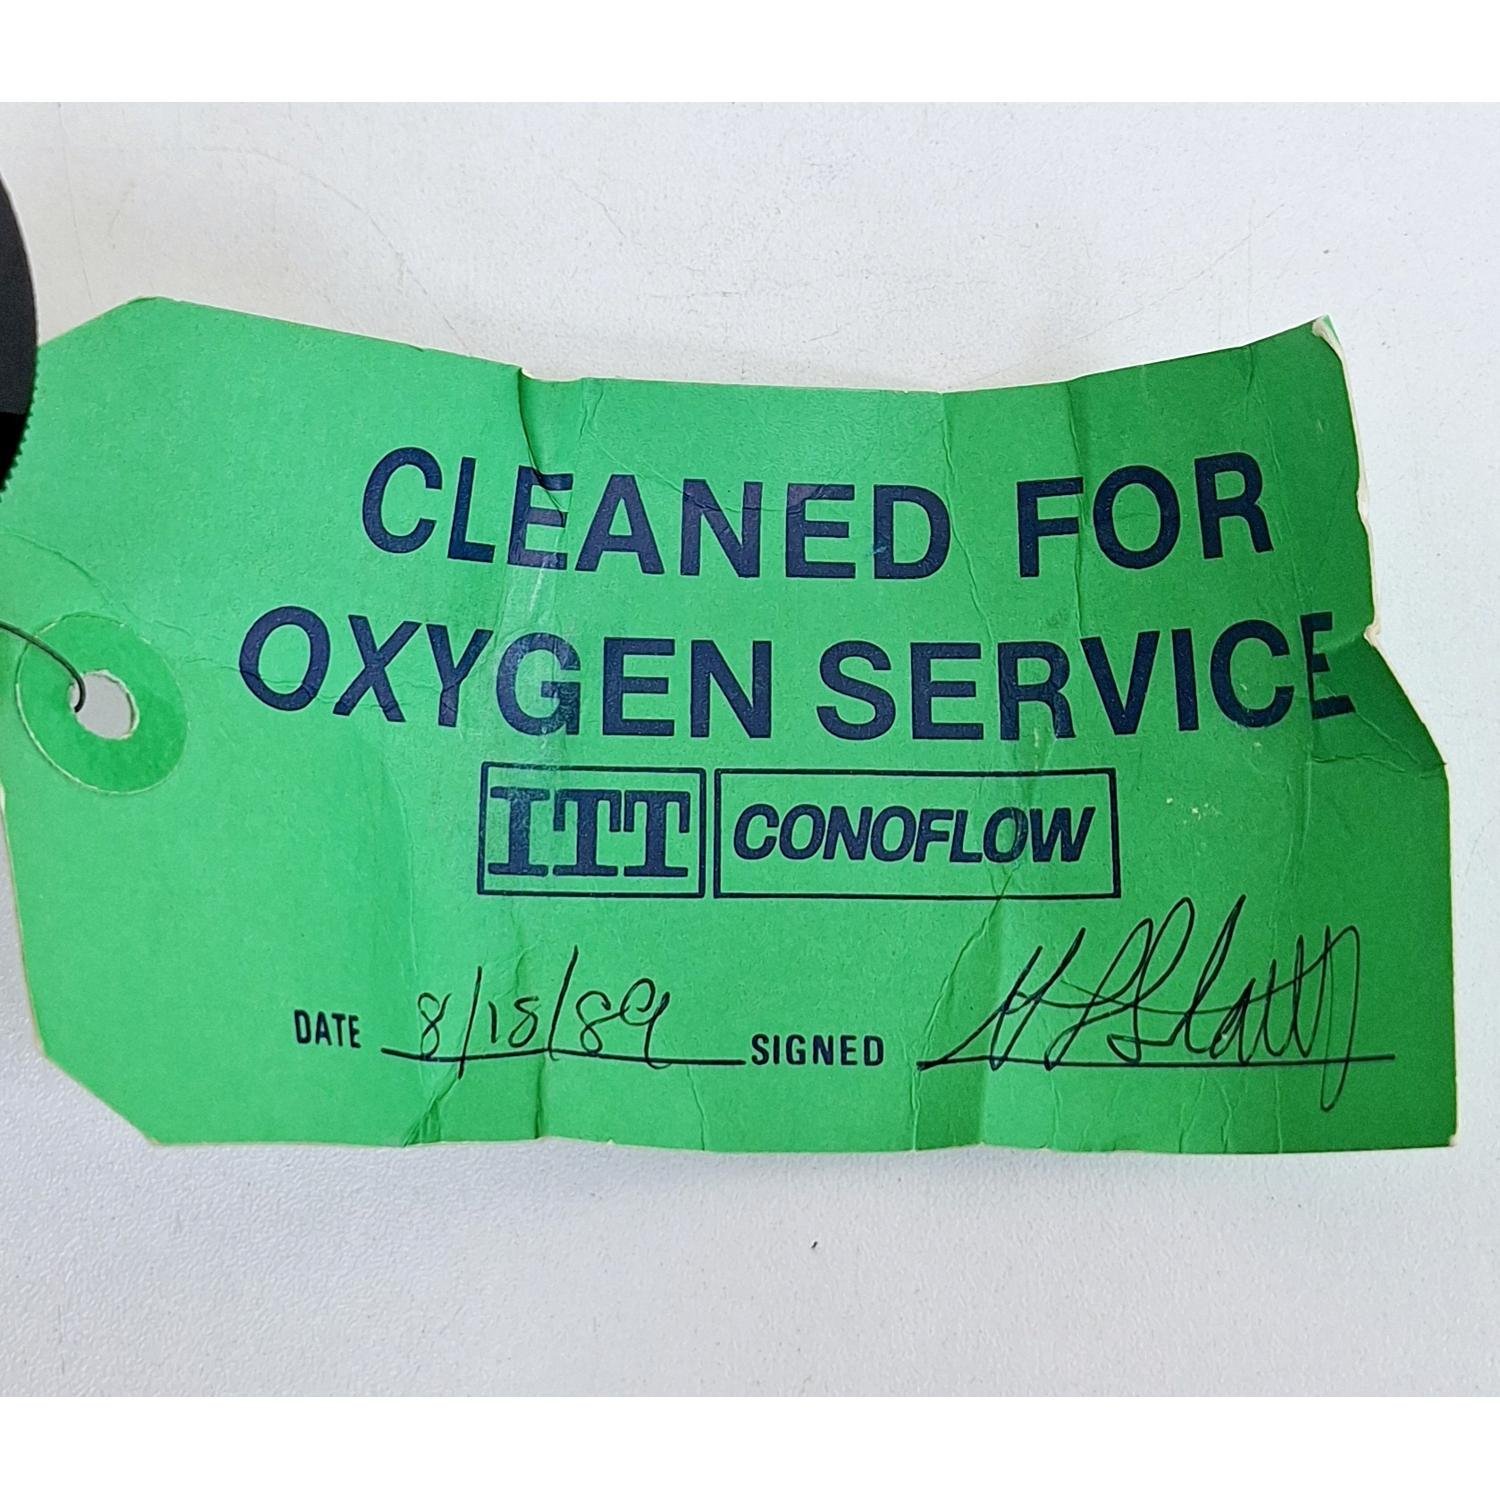 CLEANED FOR
OXYGEN SERVICE
ITT CONOFLOW
DATE 8/18/89 SIGNED